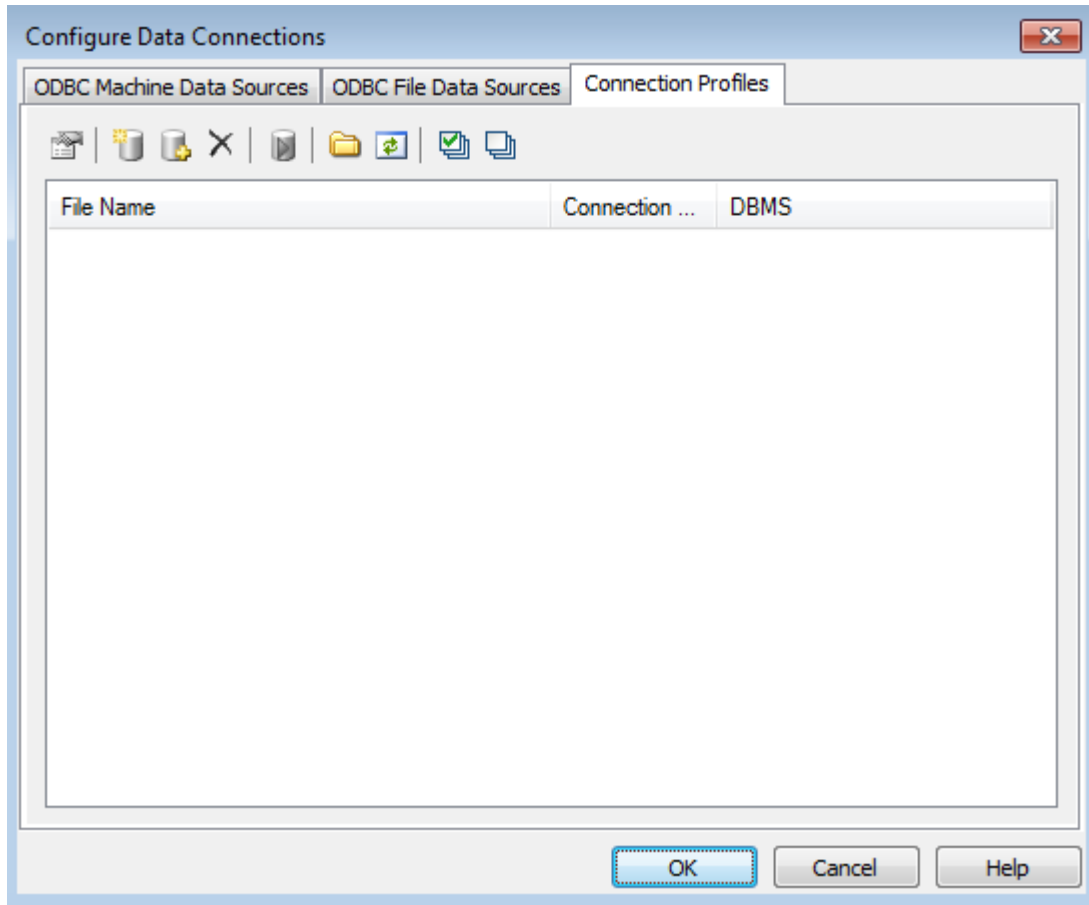 Configure Data Connections
ODBC Machine Data Sources ODBC File Data Sources Connection Profiles
File Name Connection ... DBMS
OK Cancel Help